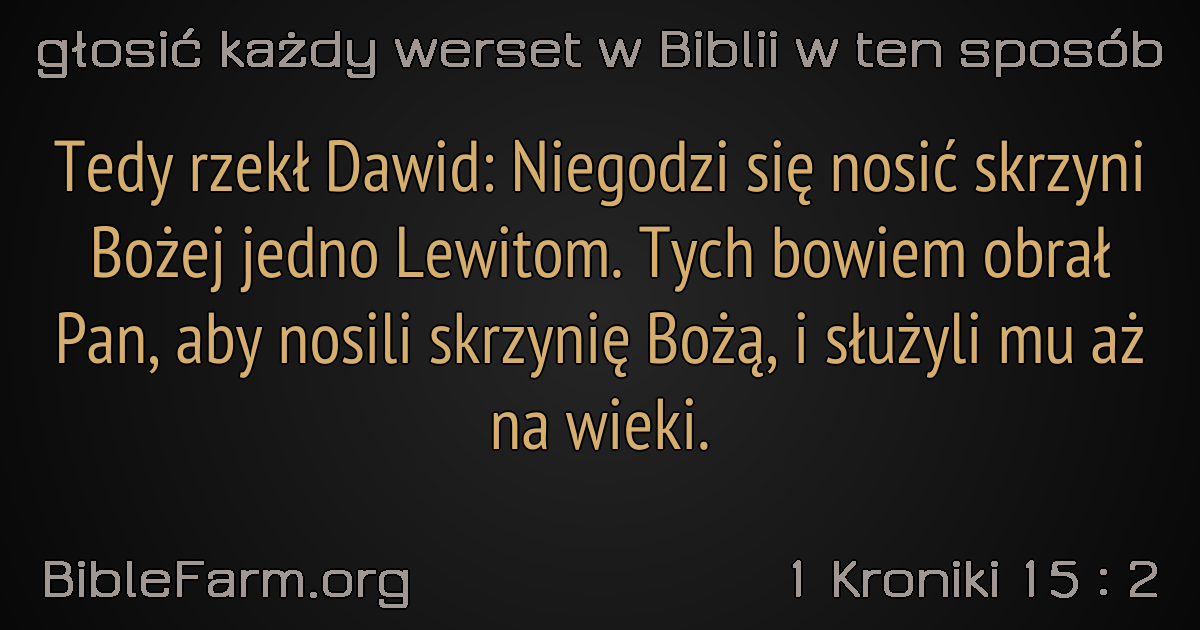 głosić każdy werset w Biblii w ten sposób
Tedy rzekł Dawid: Niegodzi się nosić skrzyni
Bożej jedno Lewitom. Tych bowiem obrał
Pan, aby nosili skrzynię Bożą, i służyli mu aż
na wieki.
BibleFarm.org
1 Kroniki 15 : 2